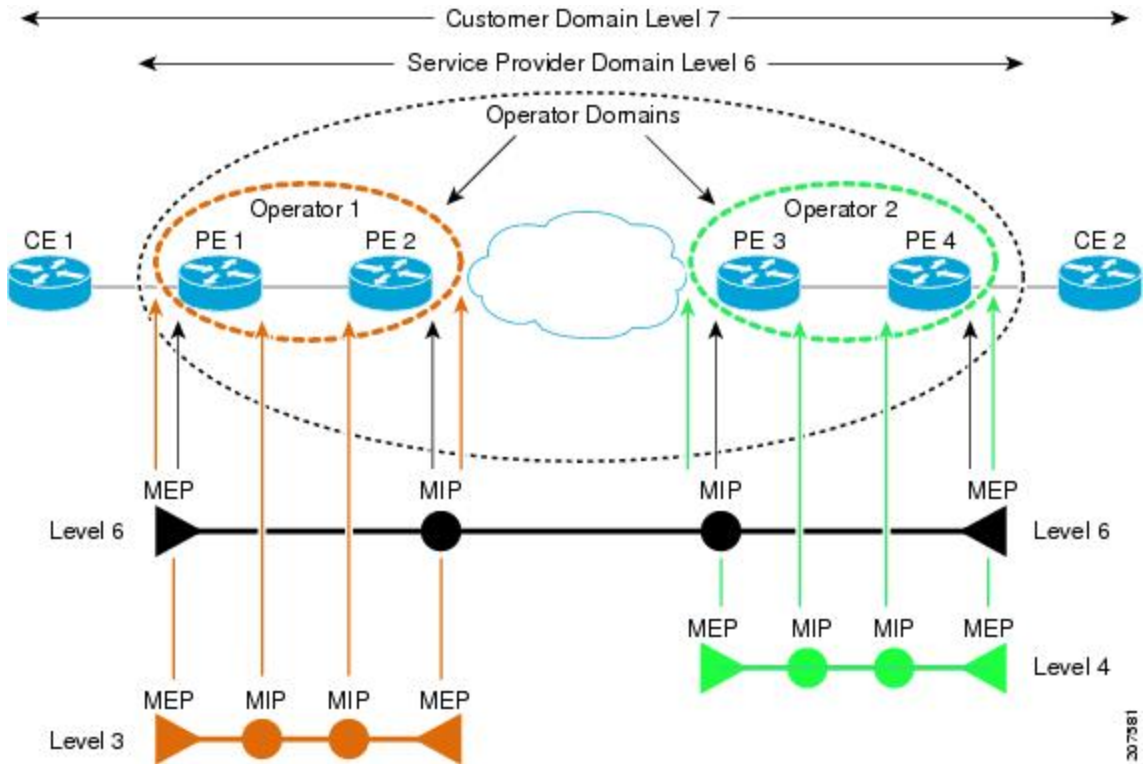 Customer Domain Level 7
Service Provider Domain Level 6
Operator Domains
Operator 1
Operator 2
CE 1
PE 1
PE 2
PE 3
PE 4
CE 2
MEP
MIP
MIP
MEP
Level 6
Level 6
MEP
MIP
MIP
MEP
Level 4
MEP
MIP
MIP
MEP
Level 3
207581